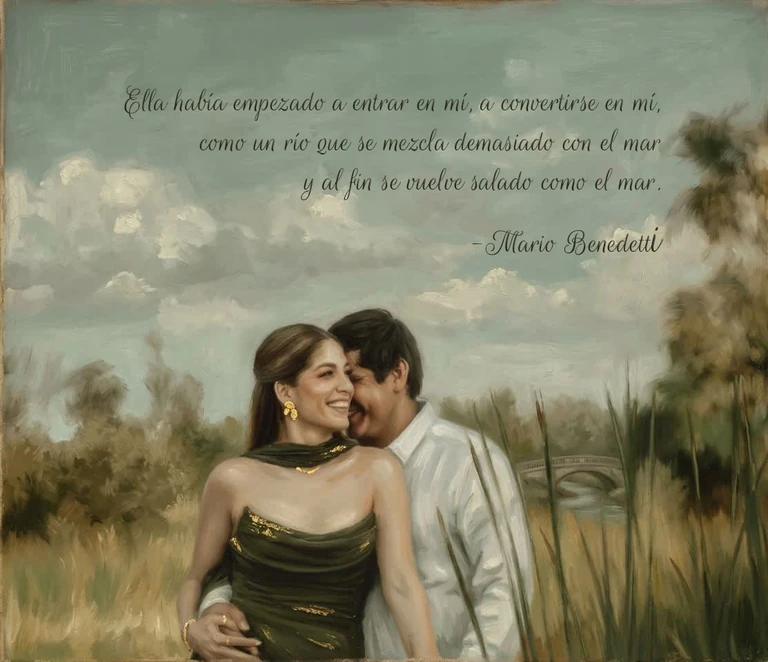 Ella había empezado a entrar en mí, a convertirse en mí,
como un río que se mezcla demasiado con el mar
y al fin se vuelve salado como el mar.
-Mario Benedetti